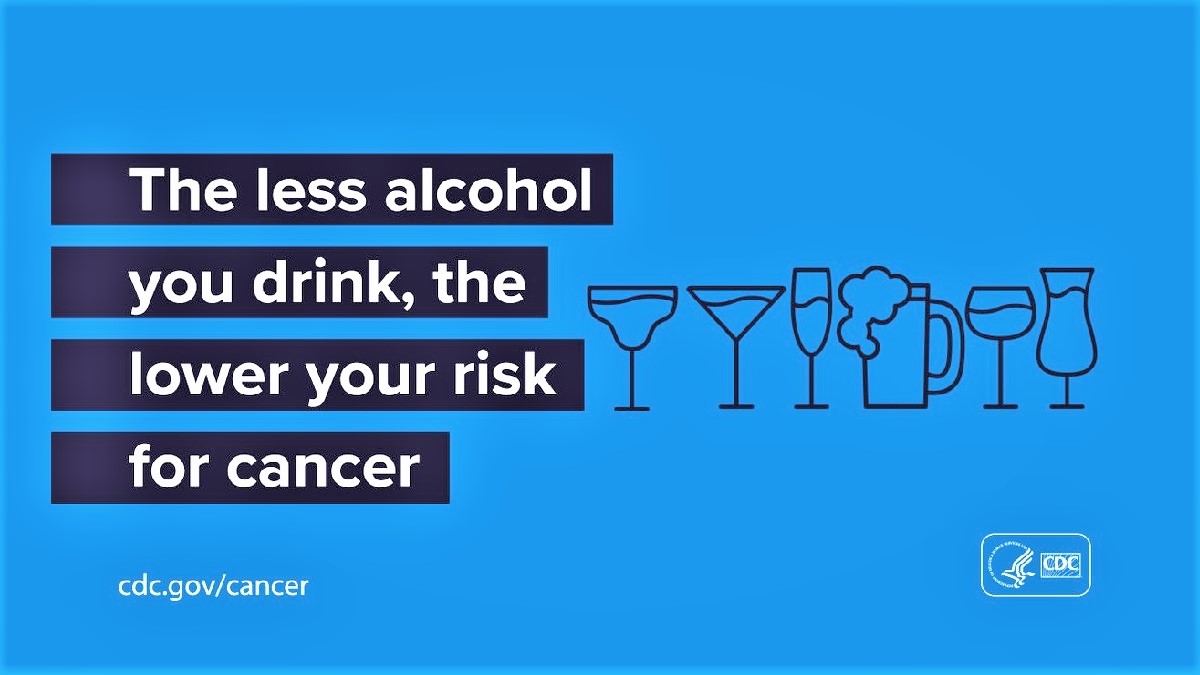 The less alcohol
you drink, the
lower your risk
for cancer
cdc.gov/cancer
CDC